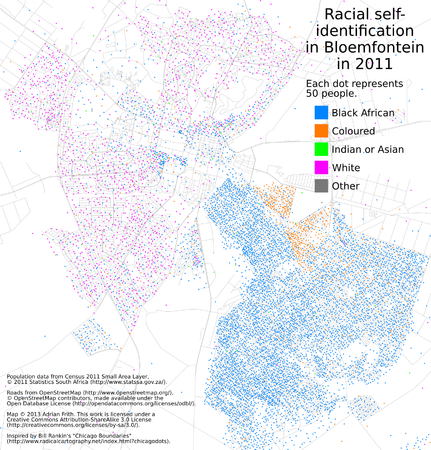 Racial self-
identification
in Bloemfontein
in 2011
Each dot represents
50 people.
Black African
Coloured
Indian or Asian
White
Other
Population data from Census 2011 Small Area Layer,
© 2011 Statistics South Africa (http://www.statssa.gov.za/).
Roads from OpenStreetMap (http://www.openstreetmap.org/).
© OpenStreetMap contributors, made available under the
Open Database License (http://opendatacommons.org/licenses/odbl/).
Map © 2013 Adrian Frith. This work is licensed under a
Creative Commons Attribution-ShareAlike 3.0 License
(http://creativecommons.org/licenses/by-sa/3.0/).
Inspired by Bill Rankin's "Chicago Boundaries"
(http://www.radicalcartography.net/index.html?chicagodots).